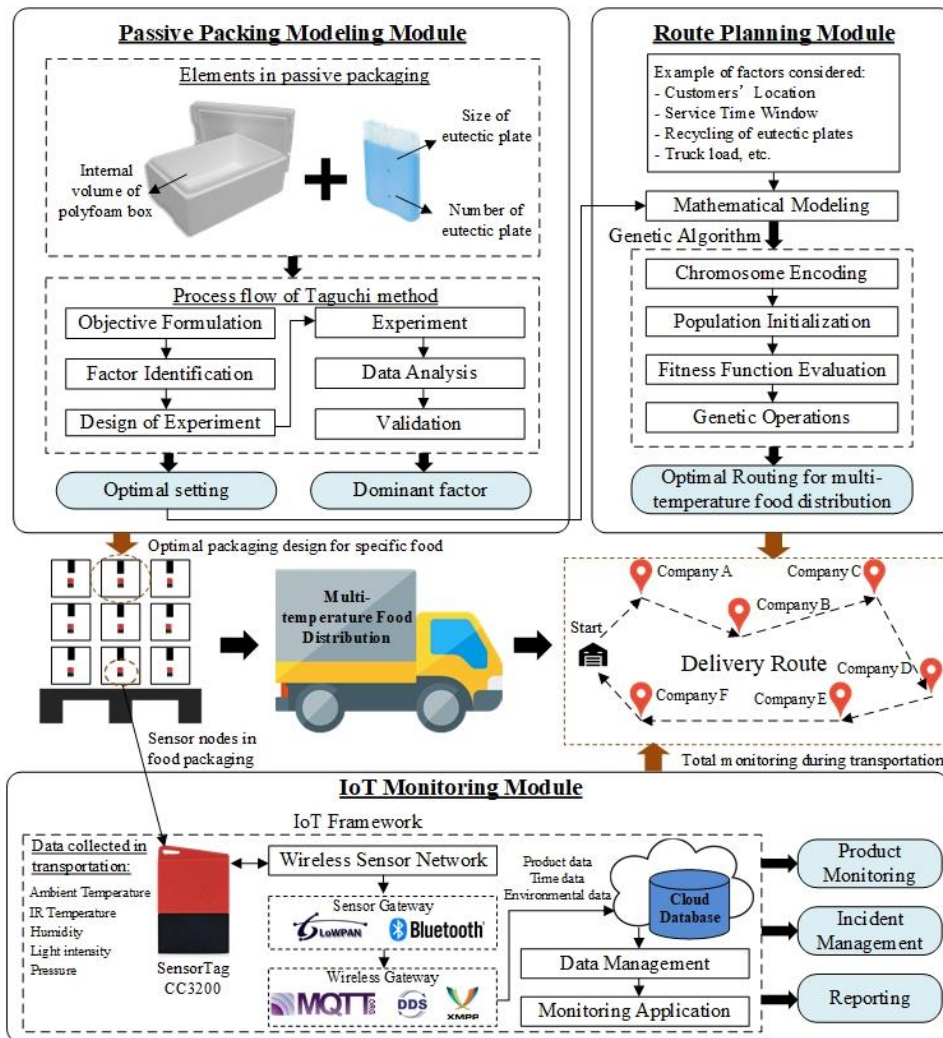 Passive Packing Modeling Module
Elements in passive packaging
Size of
eutectic plate
Internal
volume of
polyfoam box
Number of
eutectic plate
Process flow of Taguchi method
Objective Formulation
Factor Identification
Design of Experiment
Experiment
Data Analysis
Validation
Optimal setting
Dominant factor
Route Planning Module
Example of factors considered:
- Customers’ Location
- Service Time Window
- Recycling of eutectic plates
- Truck load, etc.
Mathematical Modeling
Genetic Algorithm
Chromosome Encoding
Population Initialization
Fitness Function Evaluation
Genetic Operations
Optimal Routing for multi-
temperature food distribution
Optimal packaging design for specific food
Multi-
temperature Food
Distribution
Company A
Company C
Company B
Start
Delivery Route
Company D
Company F
Company E
Sensor nodes in
food packaging
Total monitoring during transportation
IoT Monitoring Module
IoT Framework
Data collected in
transportation:
Ambient Temperature
IR Temperature
Humidity
Light intensity
Pressure
SensorTag
CC3200
Wireless Sensor Network
Sensor Gateway
6LoWPAN
Bluetooth
Wireless Gateway
MQTT
.ORG
DDS
XMPP
Product data
Time data
Environmental data
Cloud
Database
Data Management
Monitoring Application
Product
Monitoring
Incident
Management
Reporting